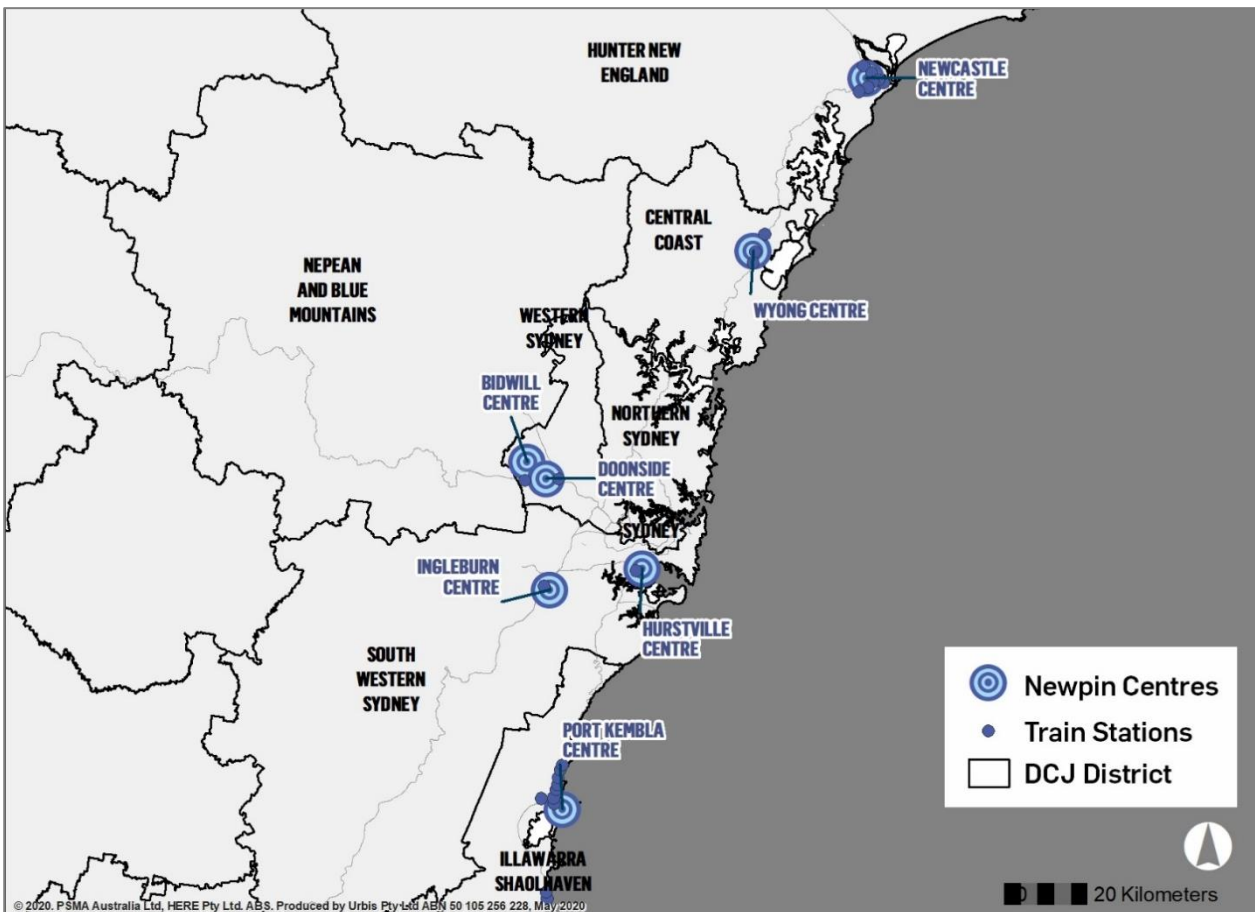 HUNTER NEW
ENGLAND
NEWCASTLE
CENTRE
CENTRAL
COAST
NEPEAN
AND BLUE
MOUNTAINS
WYONG CENTRE
WESTERN
SYDNEY
BIDWILL
CENTRE
NORTHERN
SYDNEY
DOONSIDE
CENTRE
SYDNEY
INGLEBURN
CENTRE
HURSTVILLE
CENTRE
SOUTH
WESTERN
SYDNEY
PORT KEMBLA
CENTRE
ILLAWARRA
SHAOLHAVEN
Newpin Centres
Train Stations
DCJ District
0 20 Kilometers
© 2020. PSMA Australia Ltd, HERE Pty Ltd. ABS. Produced by Urbis Pty Ltd ABN 50 105 256 228, May 2020